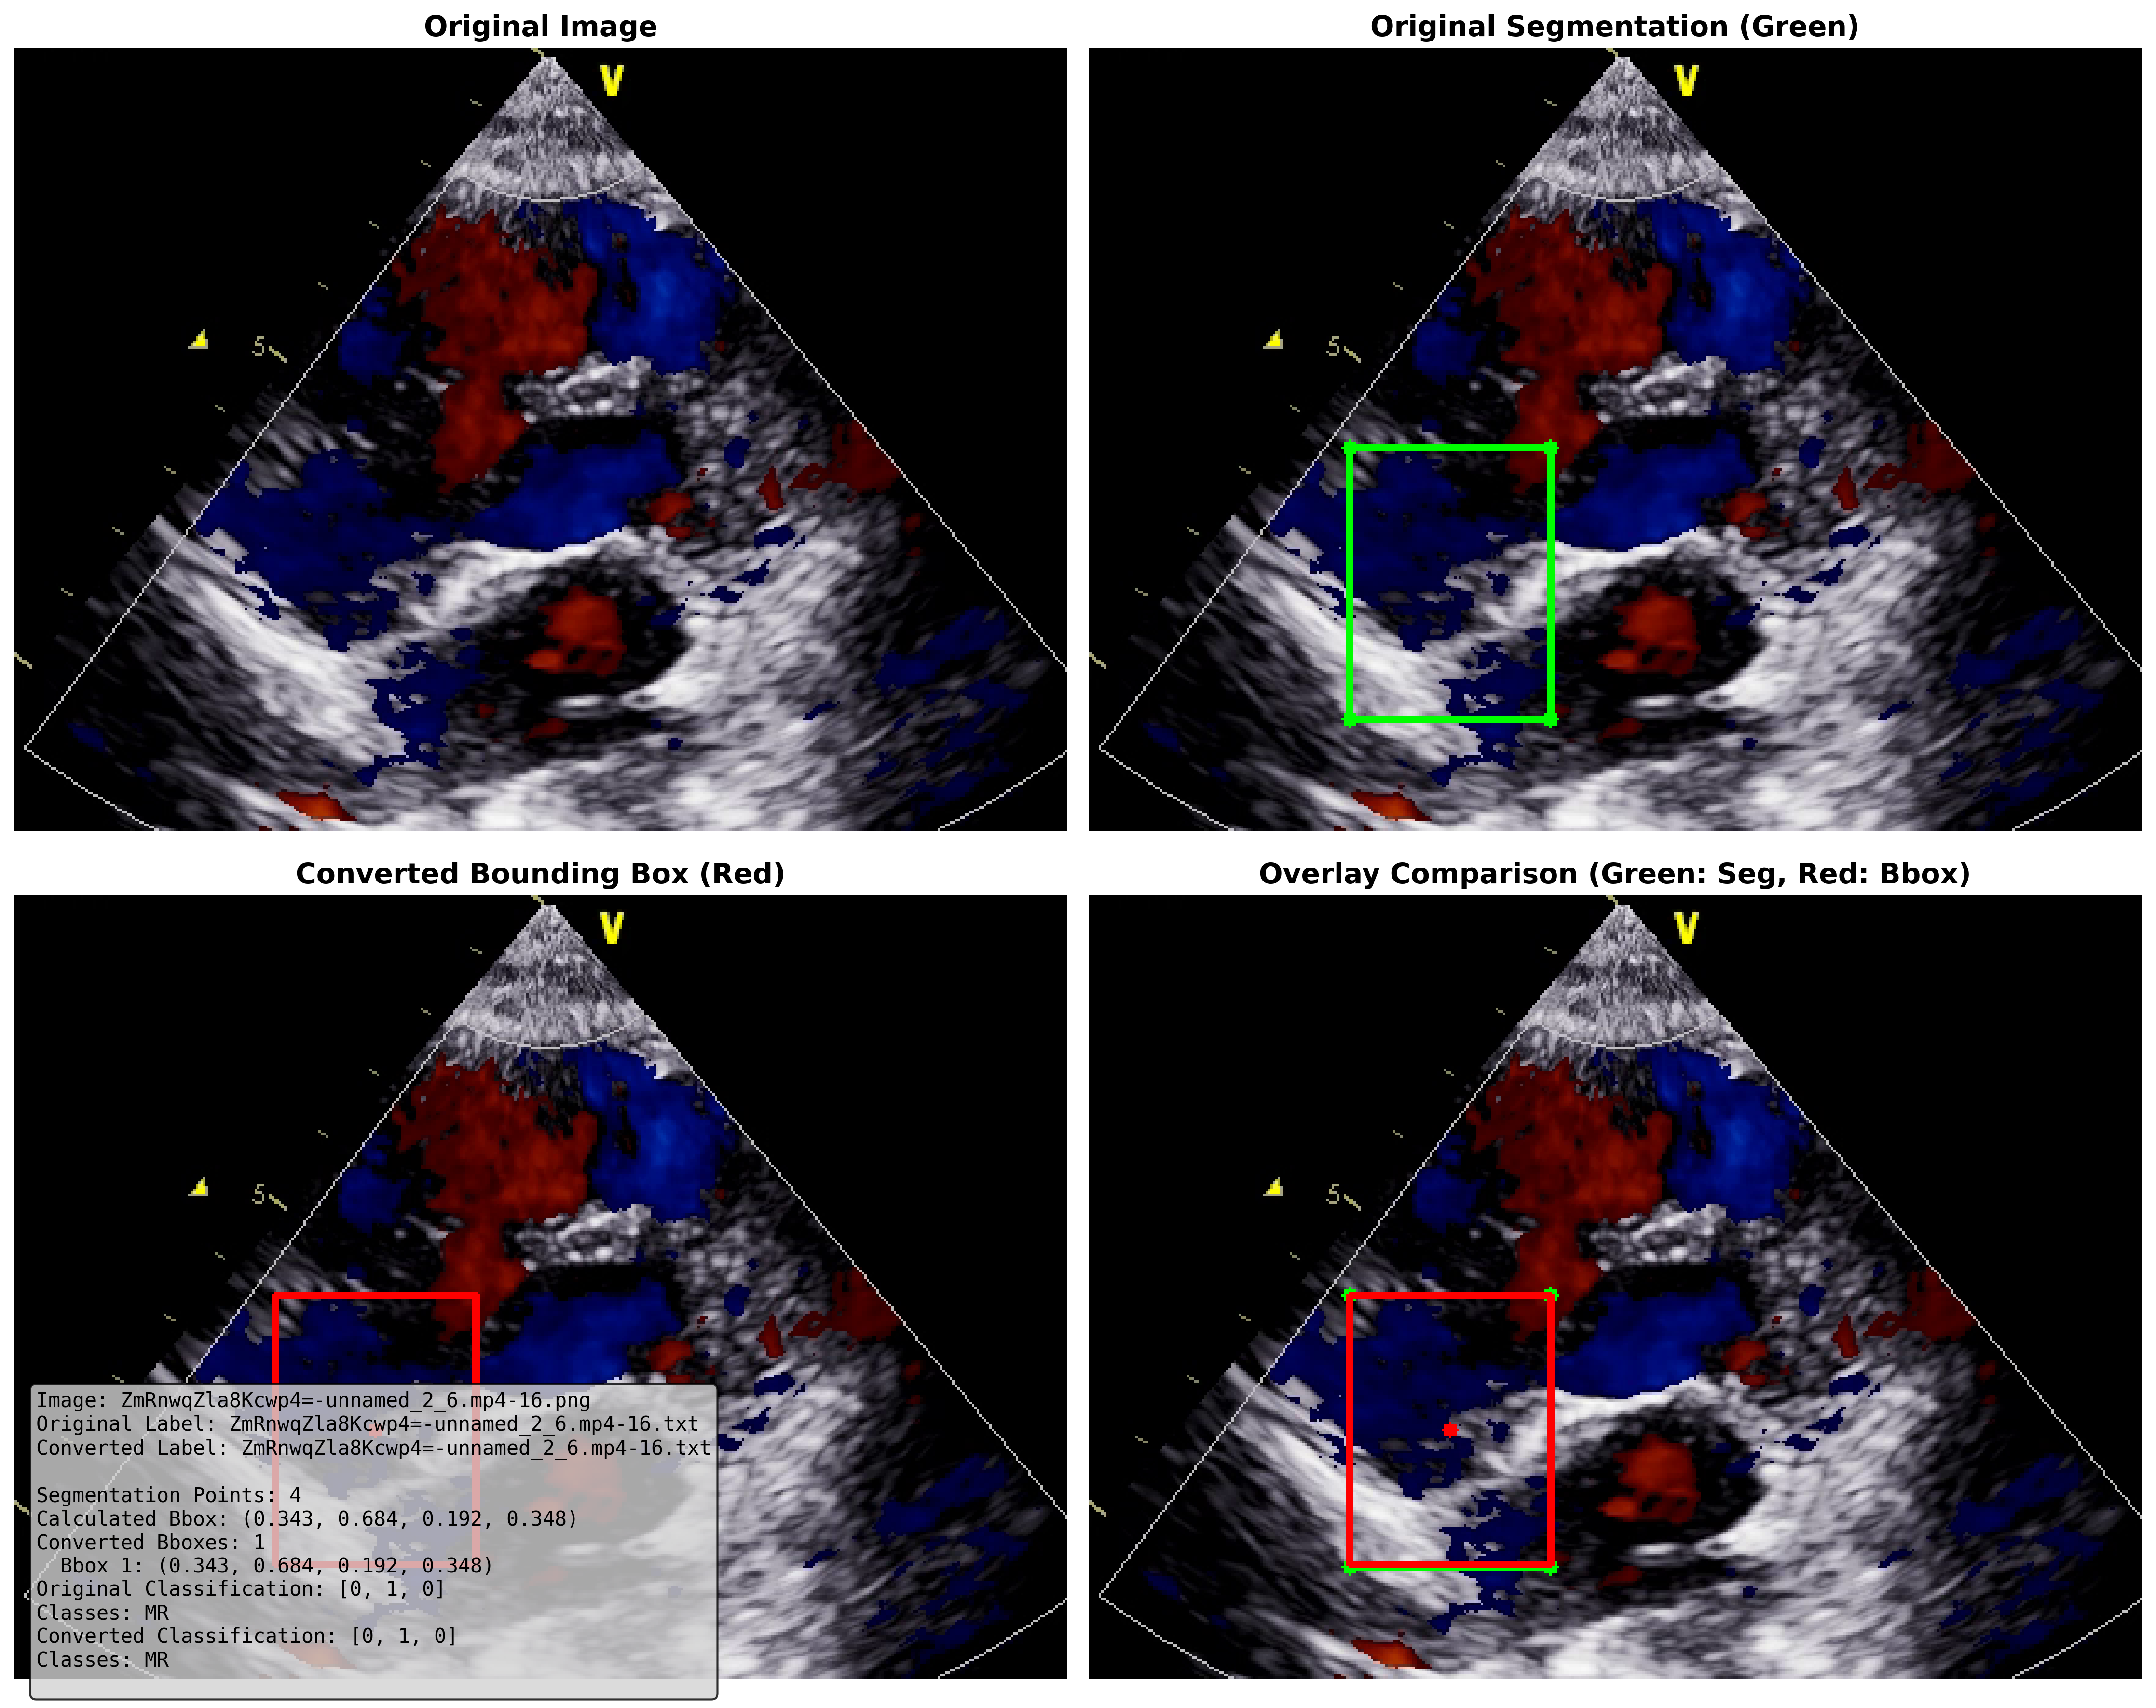 Original Image
Original Segmentation (Green)
V
V
5
5
Converted Bounding Box (Red)
Overlay Comparison (Green: Seg, Red: Bbox)
V
V
5
5
Image: ZmRnwqZla8Kcwp4=-unnamed_2_6.mp4-16.png
Original Label: ZmRnwqZla8Kcwp4=-unnamed_2_6.mp4-16.txt
Converted Label: ZmRnwqZla8Kcwp4=-unnamed_2_6.mp4-16.txt
Segmentation Points: 4
Calculated Bbox: (0.343, 0.684, 0.192, 0.348)
Converted Bboxes: 1
Bbox 1: (0.343, 0.684, 0.192, 0.348)
Original Classification: [0, 1, 0]
Classes: MR
Converted Classification: [0, 1, 0]
Classes: MR